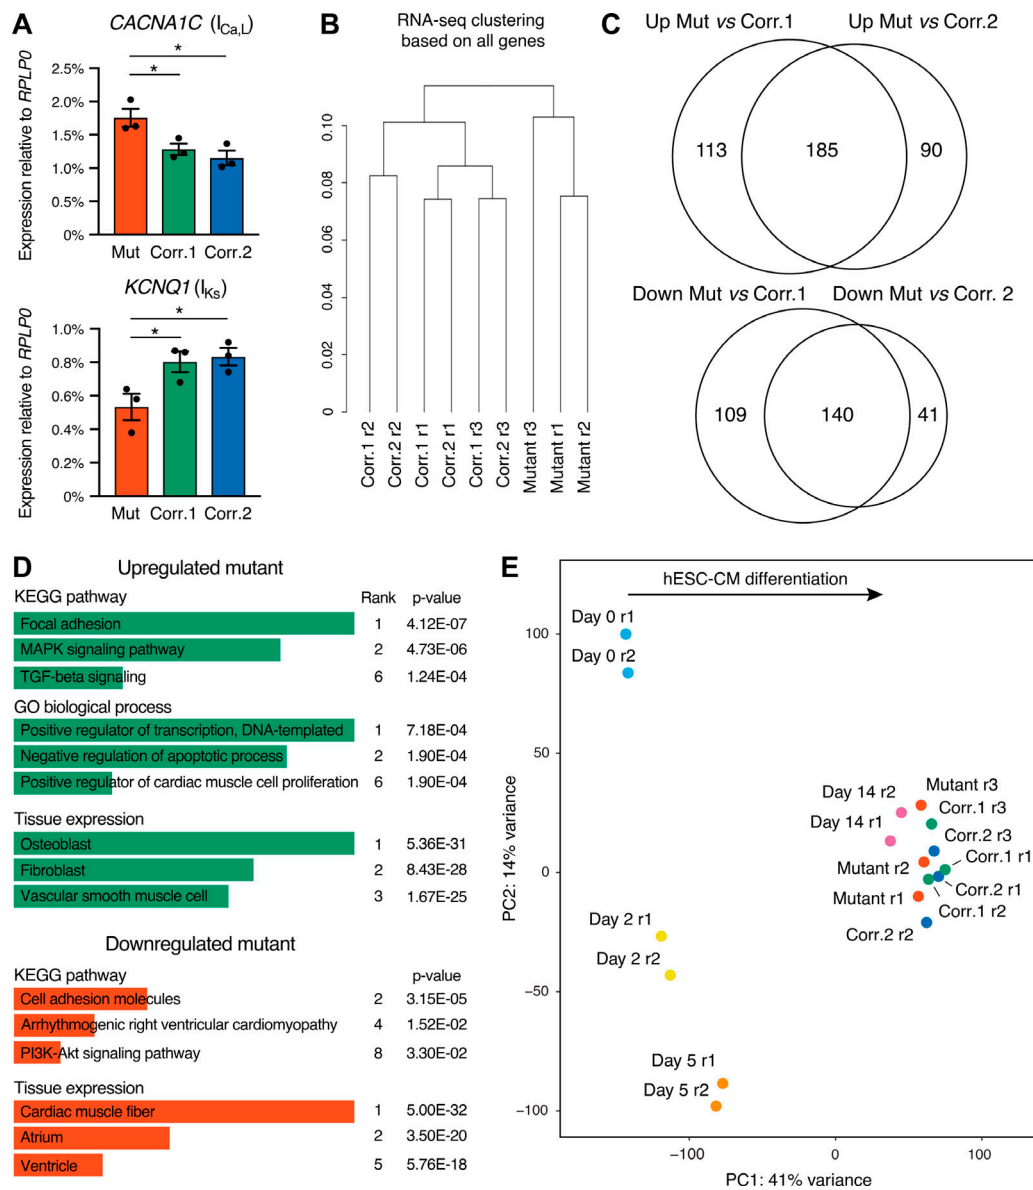 A
CACNA1C (ICa,L)
Expression relative to RPLP0
2.5%
2.0%
1.5%
1.0%
0.5%
0%
*
*
Mut Corr.1 Corr.2
KCNQ1 (IKs)
Expression relative to RPLP0
1.0%
0.8%
0.6%
0.4%
0.2%
0%
*
*
Mut Corr.1 Corr.2
B
RNA-seq clustering
based on all genes
0.10
0.08
0.06
0.04
0.02
0
Corr.1 r2
Corr.2 r2
Corr.1 r1
Corr.2 r1
Corr.1 r3
Corr.2 r3
Mutant r3
Mutant r1
Mutant r2
C
Up Mut vs Corr.1 Up Mut vs Corr.2
113 185 90
Down Mut vs Corr.1 Down Mut vs Corr. 2
109 140 41
D
Upregulated mutant
KEGG pathway Rank p-value
Focal adhesion 1 4.12E-07
MAPK signaling pathway 2 4.73E-06
TGF-beta signaling 6 1.24E-04
GO biological process
Positive regulator of transcription, DNA-templated 1 7.18E-04
Negative regulation of apoptotic process 2 1.90E-04
Positive regulator of cardiac muscle cell proliferation 6 1.90E-04
Tissue expression
Osteoblast 1 5.36E-31
Fibroblast 2 8.43E-28
Vascular smooth muscle cell 3 1.67E-25
Downregulated mutant
KEGG pathway p-value
Cell adhesion molecules 2 3.15E-05
Arrhythmogenic right ventricular cardiomyopathy 4 1.52E-02
PI3K-Akt signaling pathway 8 3.30E-02
Tissue expression
Cardiac muscle fiber 1 5.00E-32
Atrium 2 3.50E-20
Ventricle 5 5.76E-18
E
hESC-CM differentiation
PC2: 14% variance
100
50
0
−50
−100
Day 0 r1
Day 0 r2
Day 14 r2
Day 14 r1
Mutant r3
Corr.1 r3
Corr.2 r3
Corr.1 r1
Mutant r2
Corr.2 r1
Mutant r1
Corr.1 r2
Corr.2 r2
Day 2 r1
Day 2 r2
Day 5 r1
Day 5 r2
−100 0 100
PC1: 41% variance